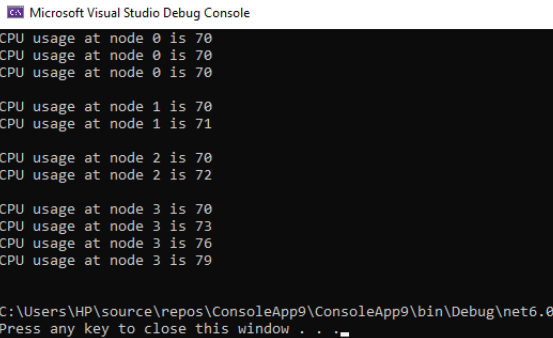 Microsoft Visual Studio Debug Console
CPU usage at node 0 is 70
CPU usage at node 0 is 70
CPU usage at node 0 is 70
CPU usage at node 1 is 70
CPU usage at node 1 is 71
CPU usage at node 2 is 70
CPU usage at node 2 is 72
CPU usage at node 3 is 70
CPU usage at node 3 is 73
CPU usage at node 3 is 76
CPU usage at node 3 is 79
C:\Users\HP\source\repos\ConsoleApp9\ConsoleApp9\bin\Debug\net6.0
Press any key to close this window . . .